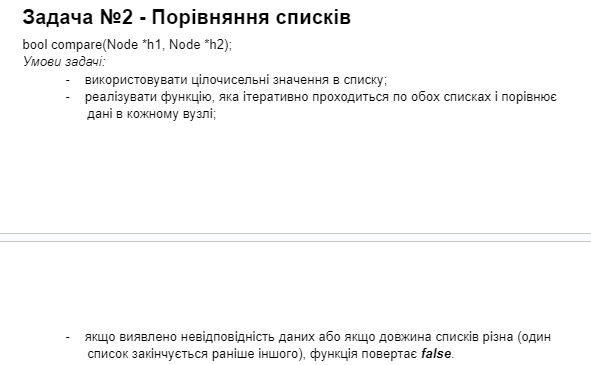 Задача №2 - Порівняння списків
bool compare(Node *h1, Node *h2);
Умови задачі:
- використовувати цілочисельні значення в списку;
- реалізувати функцію, яка ітеративно проходиться по обох списках і порівнює
дані в кожному вузлі;
- якщо виявлено невідповідність даних або якщо довжина списків різна (один
список закінчується раніше іншого), функція повертає false.